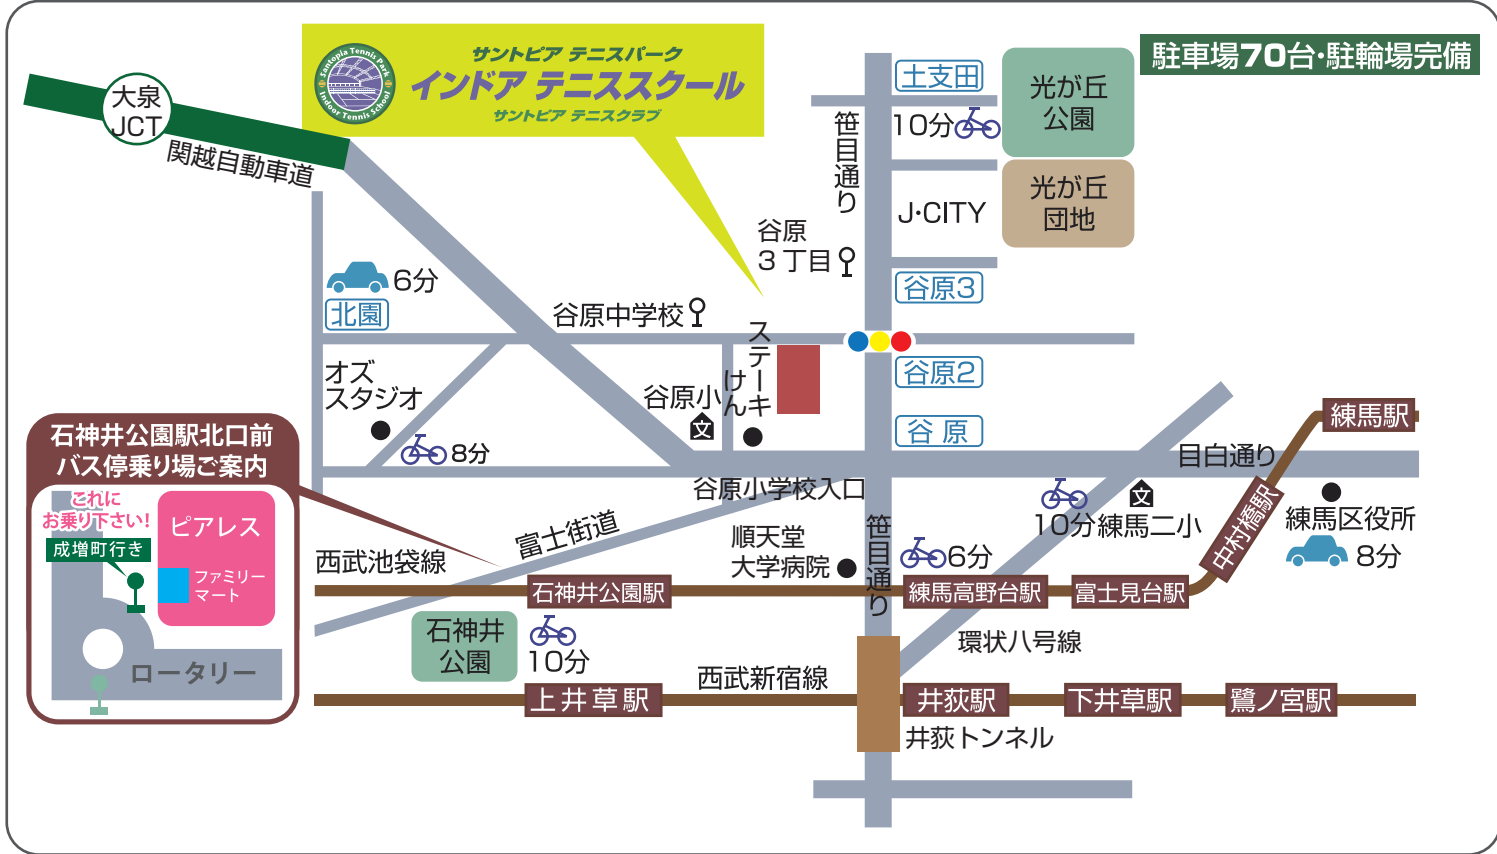 サントピア テニスパーク
インドア テニススクール
サントピア テニスクラブ
Santopia Tennis Park
Indoor Tennis School
駐車場70台・駐輪場完備
大泉
JCT
関越自動車道
土支田
10分
光が丘
公園
笹目通り
J・CITY
光が丘
団地
谷原
3丁目
谷原3
6分
北園
谷原中学校
ステーキ
けん
谷原2
オズ
スタジオ
谷原小
文
谷原
8分
練馬駅
目白通り
石神井公園駅北口前
バス停乗り場ご案内
これに
お乗り下さい!
成増町行き
ピアレス
ファミリー
マート
ロータリー
谷原小学校入口
富士街道
順天堂
大学病院
笹目通り
6分
10分
文
練馬二小
中村橋駅
練馬区役所
8分
西武池袋線
石神井公園駅
練馬高野台駅
富士見台駅
石神井
公園
10分
環状八号線
西武新宿線
上井草駅
井荻駅
下井草駅
鷺ノ宮駅
井荻トンネル